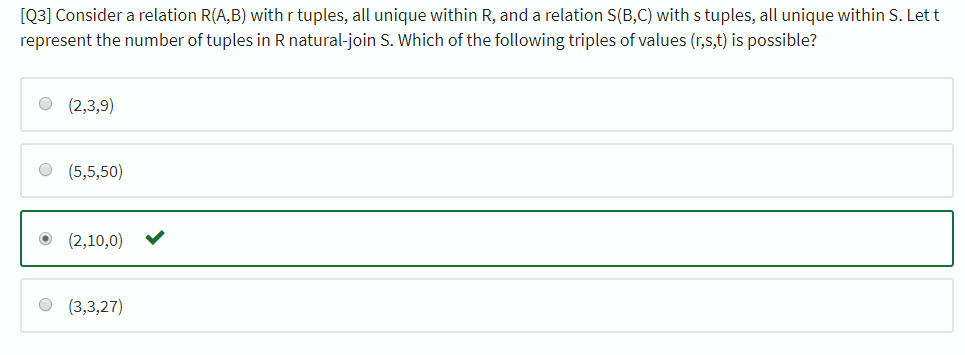 [Q3] Consider a relation R(A,B) with r tuples, all unique within R, and a relation S(B,C) with s tuples, all unique within S. Let t
represent the number of tuples in R natural-join S. Which of the following triples of values (r,s,t) is possible?
(2,3,9)
(5,5,50)
(2,10,0)
(3,3,27)